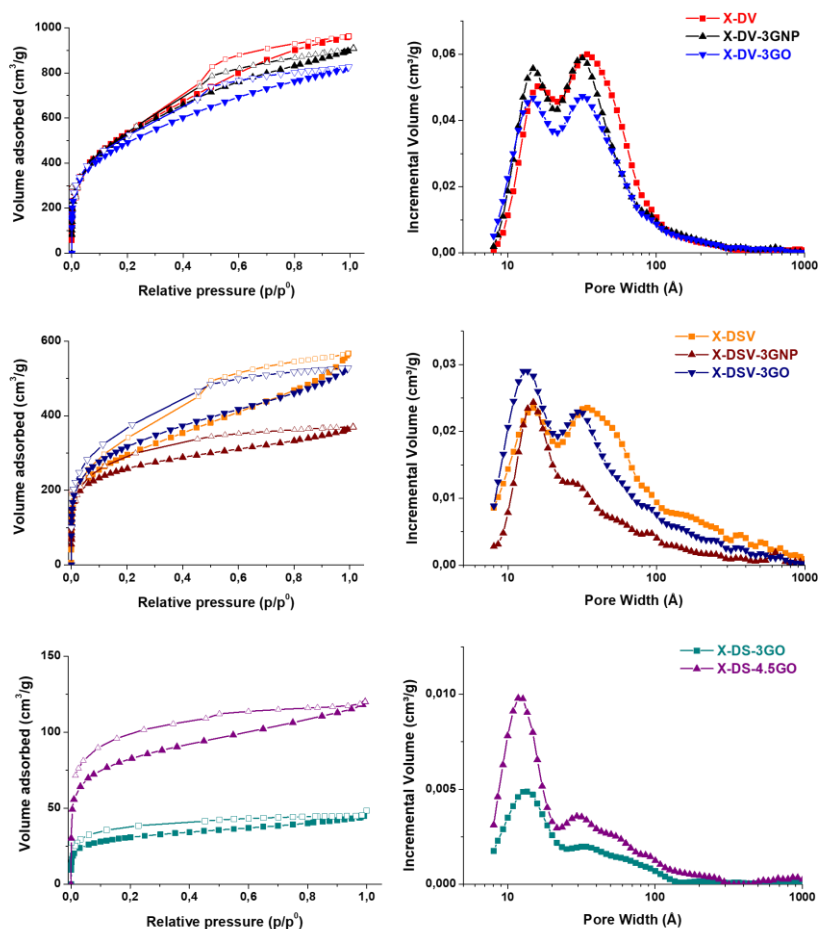 1000
800
600
400
200
0
Volume adsorbed (cm³/g)
0,0 0,2 0,4 0,6 0,8 1,0
Relative pressure (p/p⁰)
X-DV
X-DV-3GNP
X-DV-3GO
0,06
0,04
0,02
0,00
Incremental Volume (cm³/g)
10 100 1000
Pore Width (Å)
600
400
200
0
Volume adsorbed (cm³/g)
0,0 0,2 0,4 0,6 0,8 1,0
Relative pressure (p/p⁰)
X-DSV
X-DSV-3GNP
X-DSV-3GO
0,03
0,02
0,01
0,00
Incremental Volume (cm³/g)
10 100 1000
Pore Width (Å)
150
100
50
0
Volume adsorbed (cm³/g)
0,0 0,2 0,4 0,6 0,8 1,0
Relative pressure (p/p⁰)
X-DS-3GO
X-DS-4.5GO
0,010
0,005
0,000
Incremental Volume (cm³/g)
10 100 1000
Pore Width (Å)